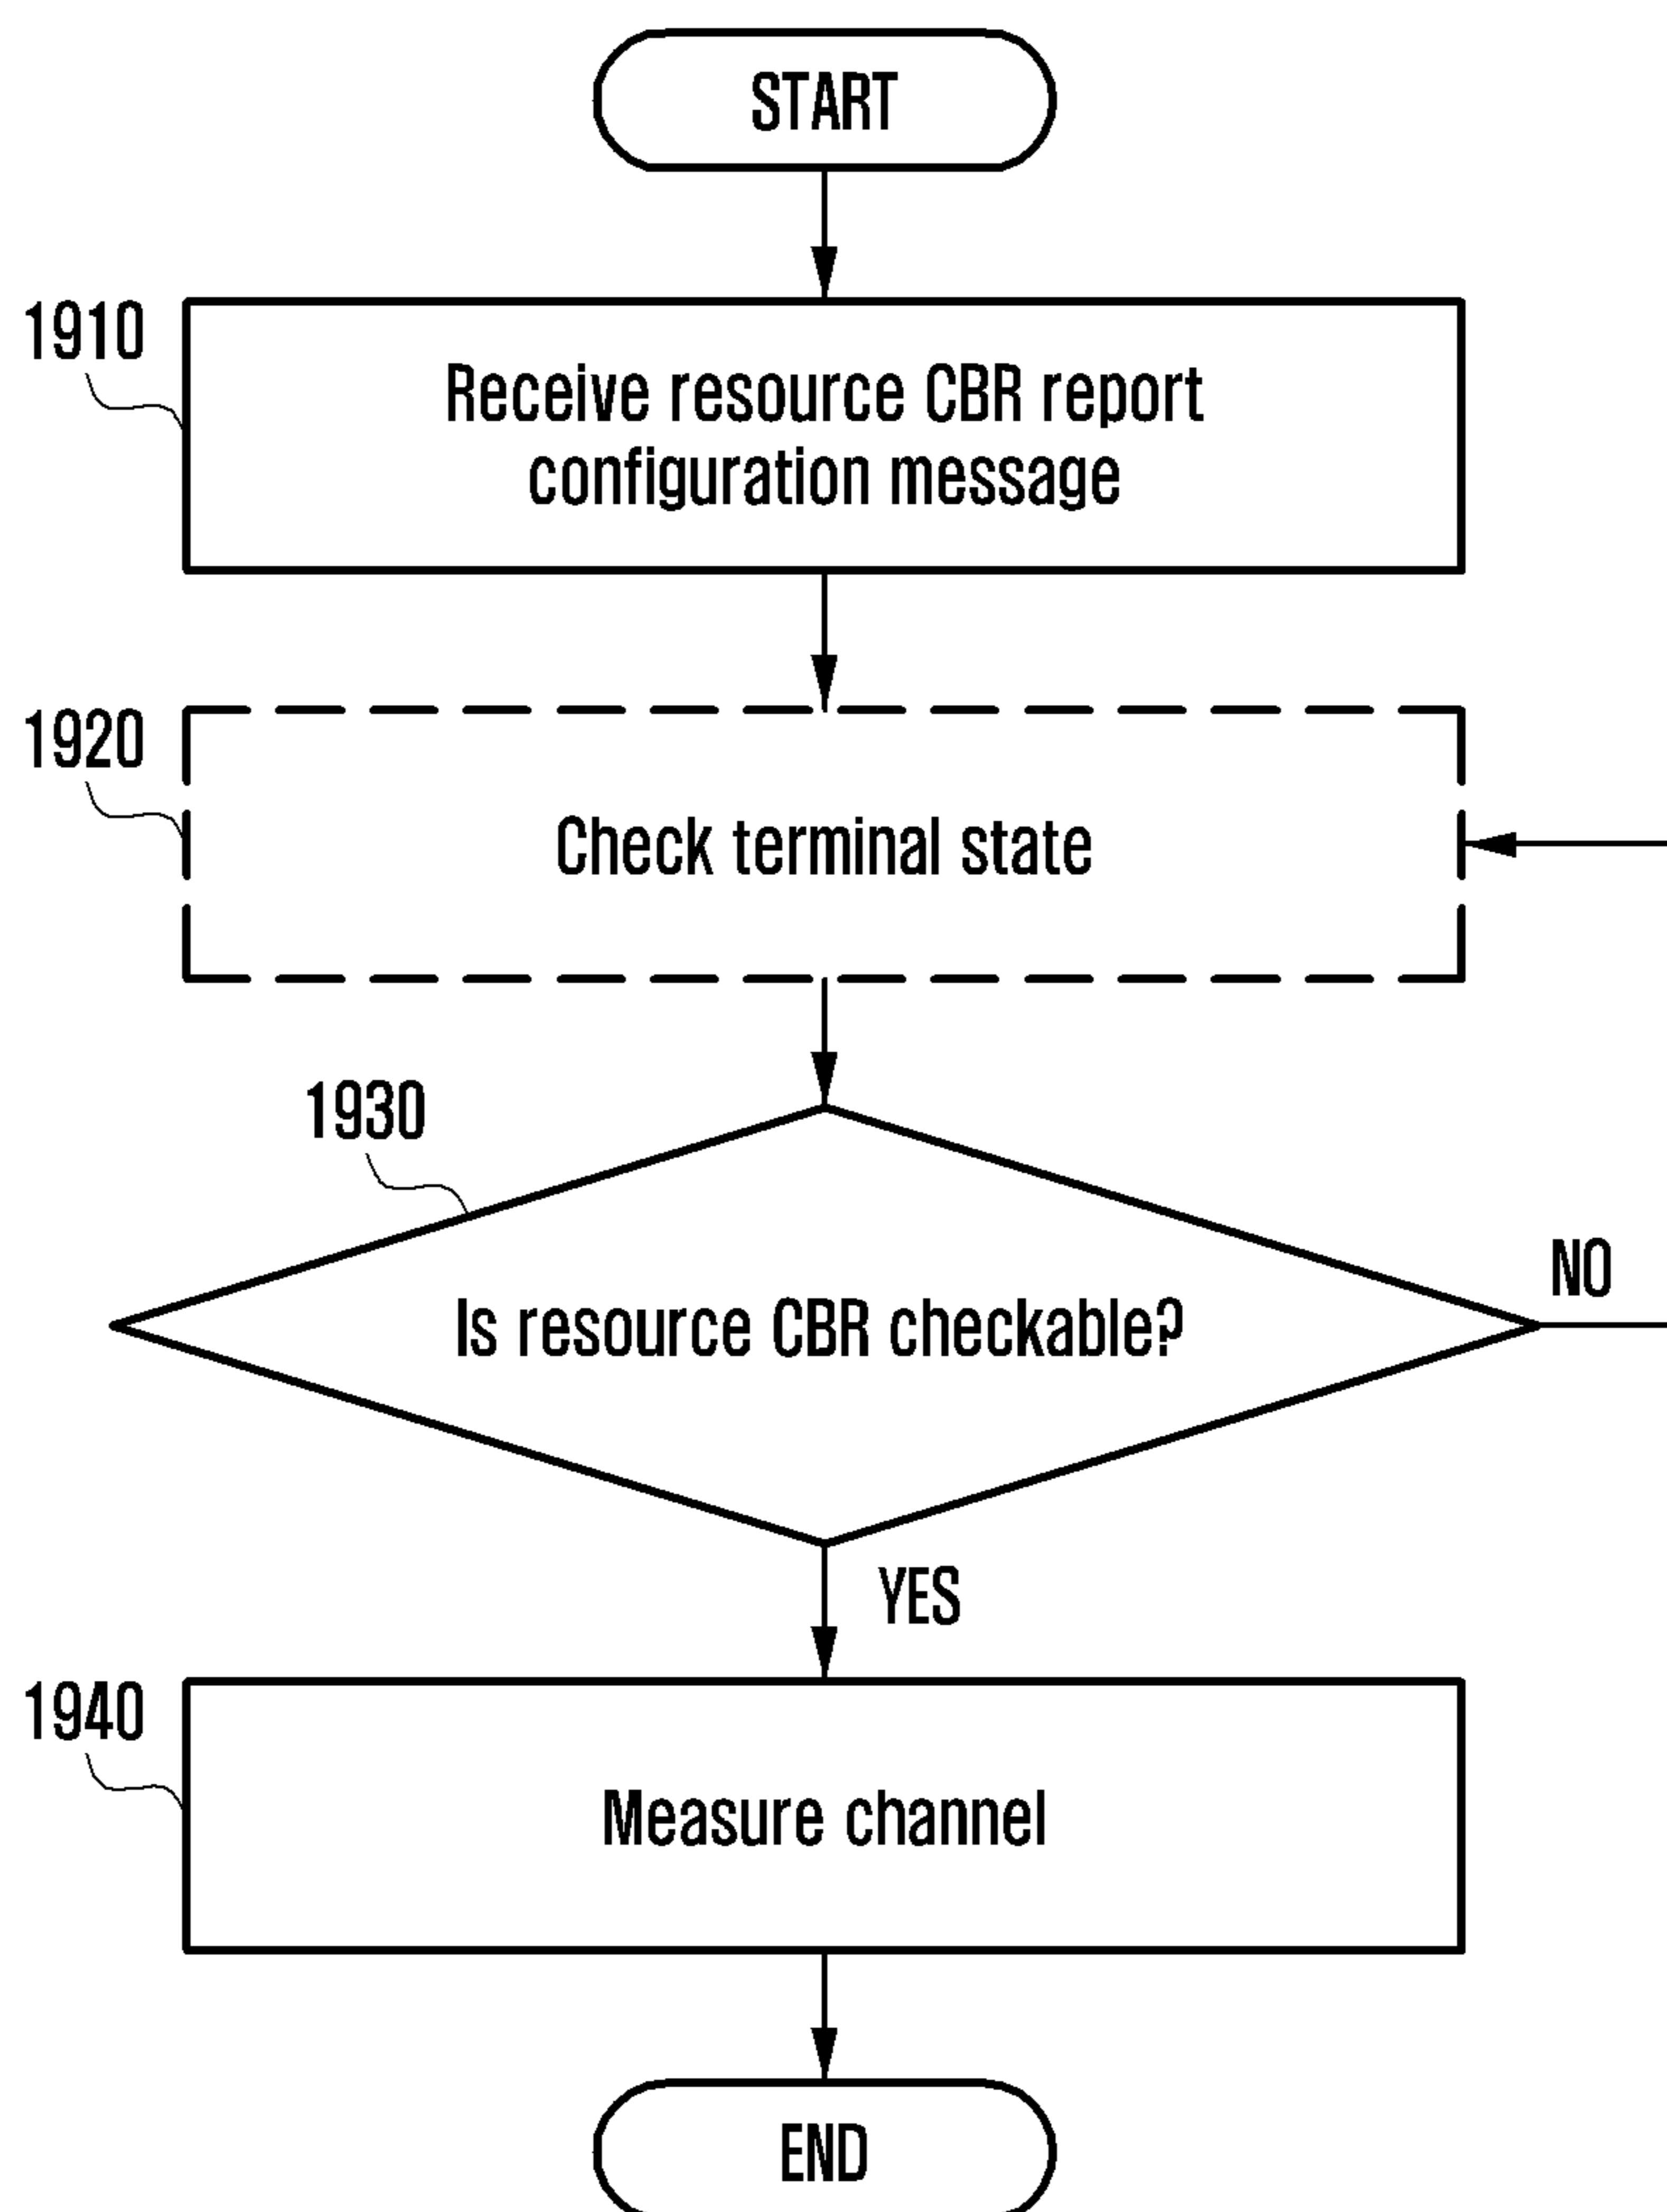 START
1910
Receive resource CBR report
configuration message
1920
Check terminal state
1930
Is resource CBR checkable?
NO
YES
1940
Measure channel
END